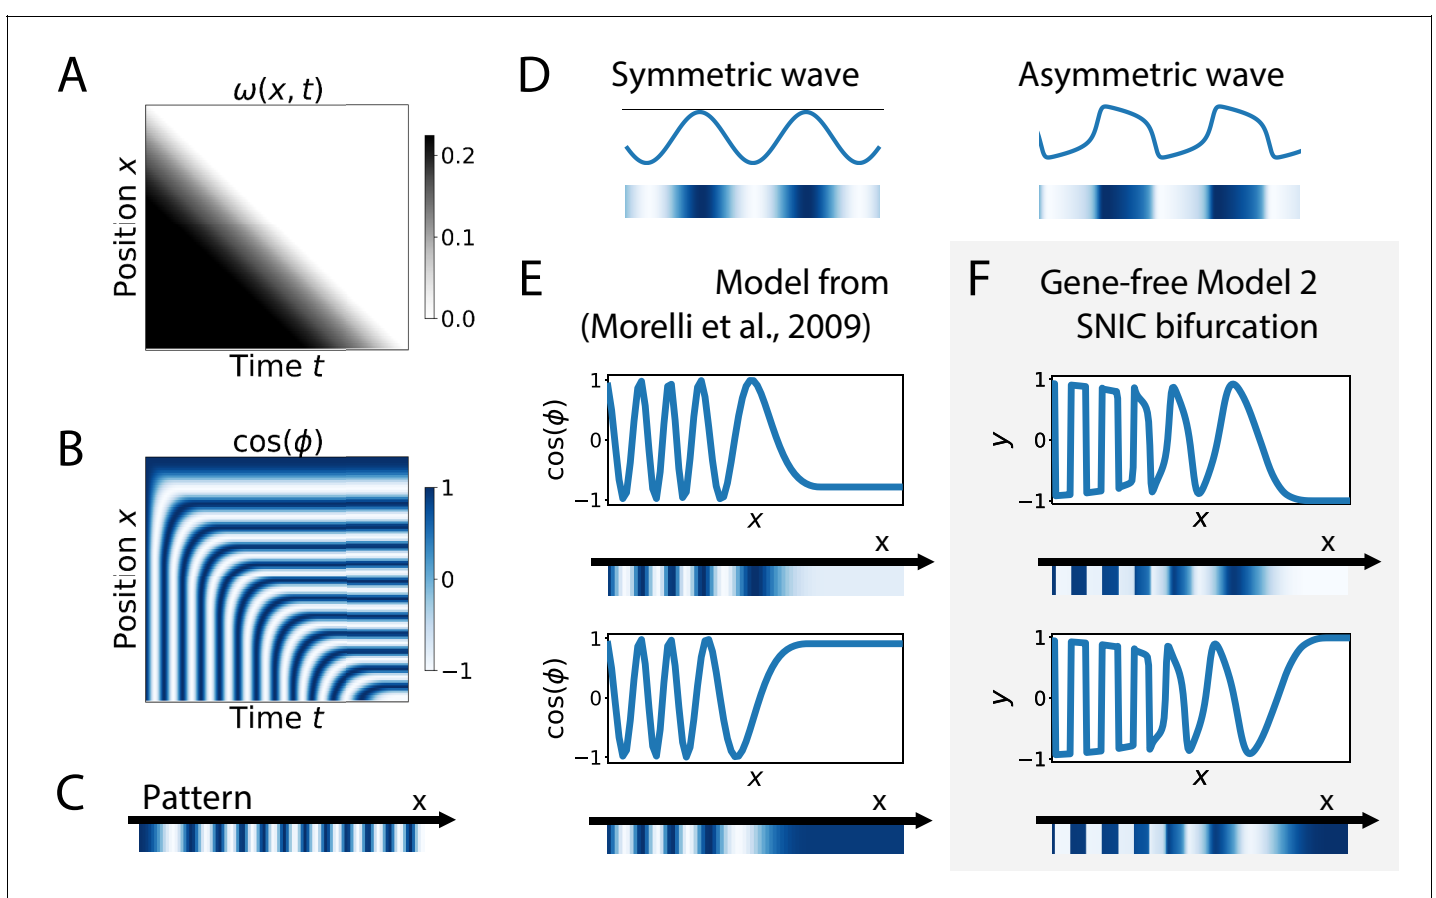 A
ω(x, t)
Position x
0.2
0.1
0.0
Time t
B
cos(ϕ)
Position x
1
0
−1
Time t
C
Pattern
x
D
Symmetric wave
Asymmetric wave
E
Model from
(Morelli et al., 2009)
cos(ϕ)
1
0
−1
x
x
cos(ϕ)
1
0
−1
x
x
F
Gene-free Model 2
SNIC bifurcation
y
1
0
−1
x
x
y
1
0
−1
x
x